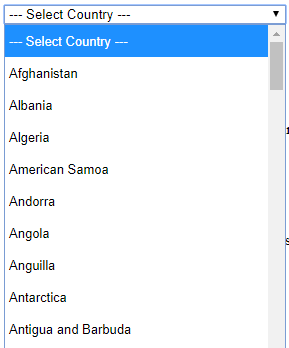 --- Select Country ---
--- Select Country ---
Afghanistan
Albania
Algeria
American Samoa
Andorra
Angola
Anguilla
Antarctica
Antigua and Barbuda